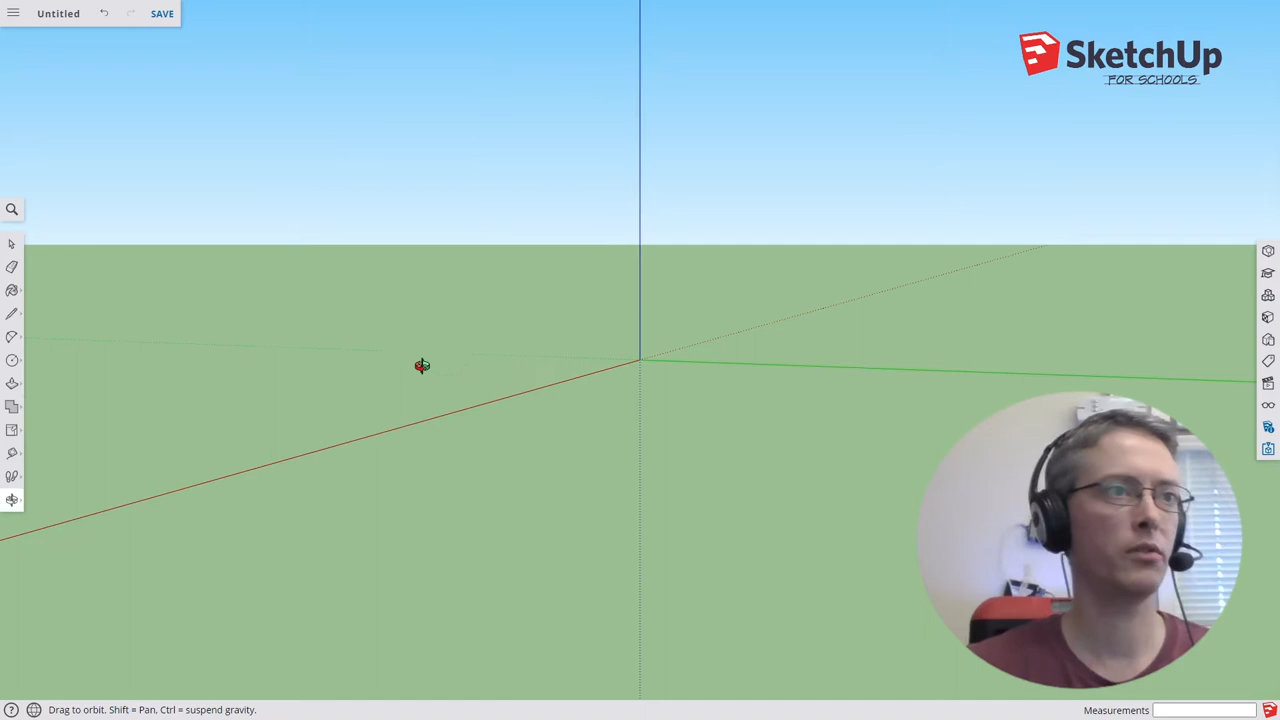 Untitled
SAVE
SketchUp
FOR SCHOOLS
Drag to orbit. Shift = Pan, Ctrl = suspend gravity.
Measurements